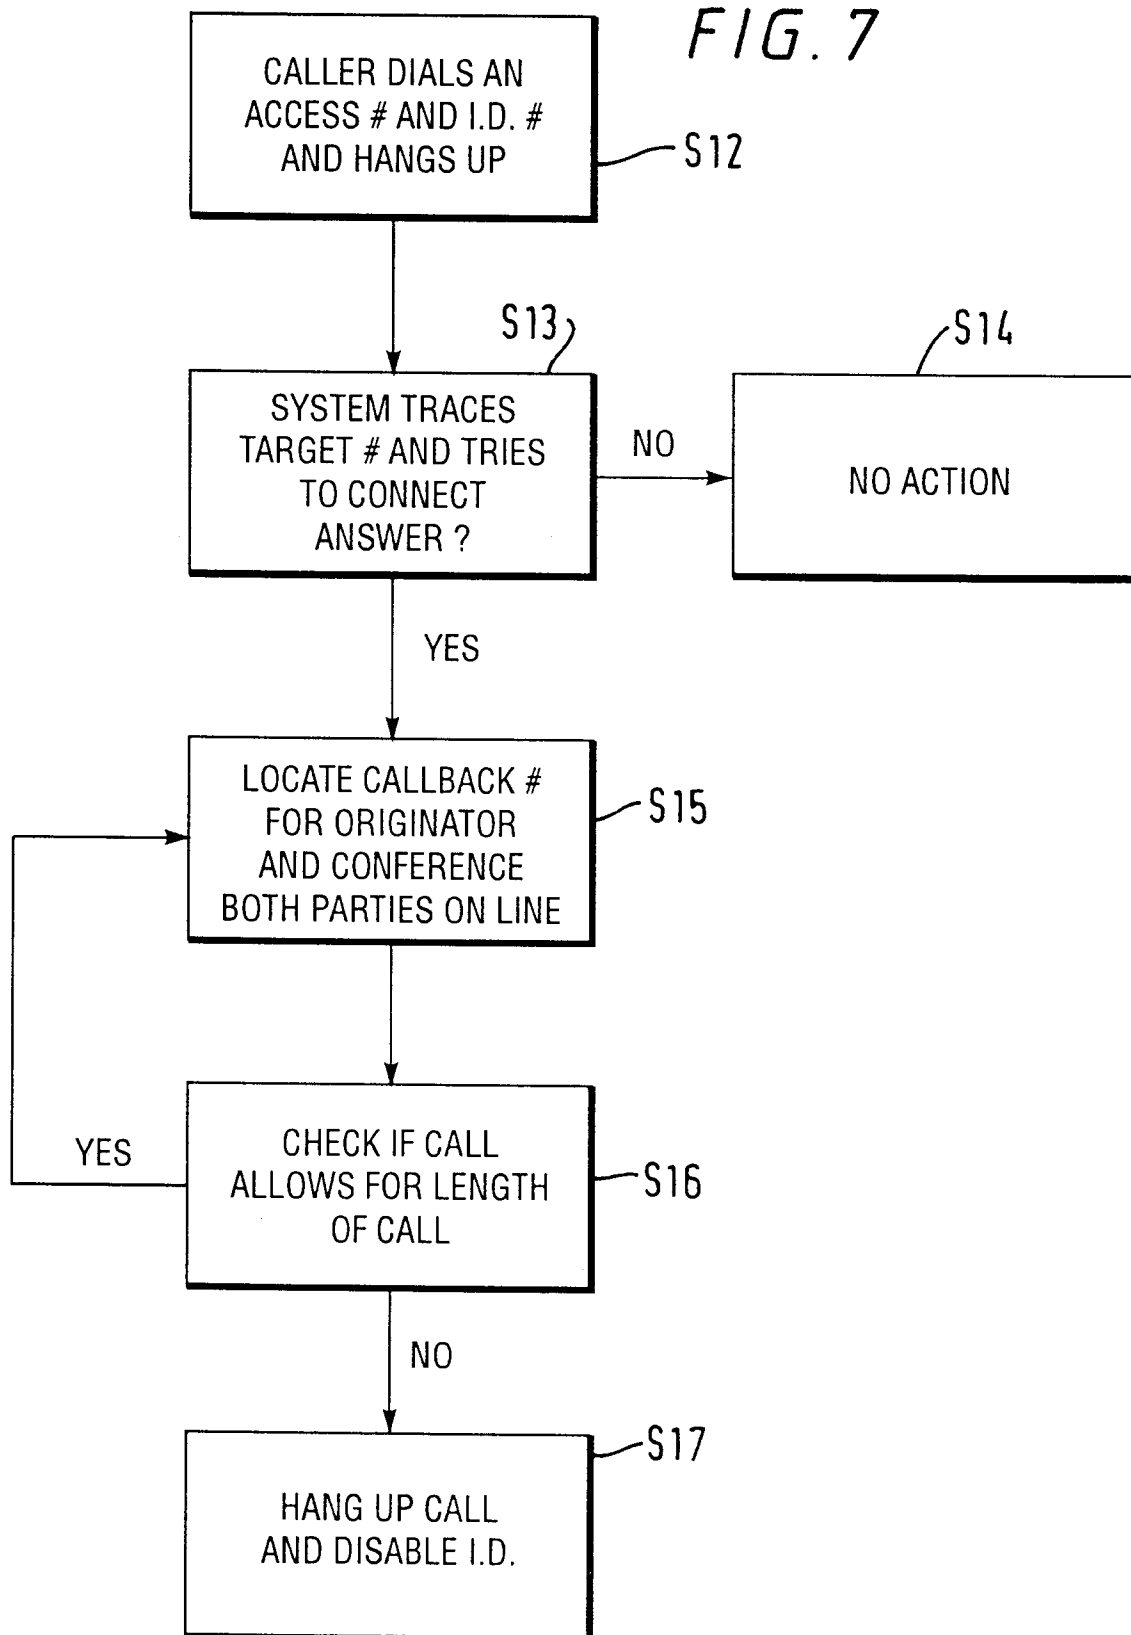 FIG. 7
CALLER DIALS AN
ACCESS # AND I.D. #
AND HANGS UP
S12
S13
SYSTEM TRACES
TARGET # AND TRIES
TO CONNECT
ANSWER ?
NO
S14
NO ACTION
YES
LOCATE CALLBACK #
FOR ORIGINATOR
AND CONFERENCE
BOTH PARTIES ON LINE
S15
YES
CHECK IF CALL
ALLOWS FOR LENGTH
OF CALL
S16
NO
HANG UP CALL
AND DISABLE I.D.
S17